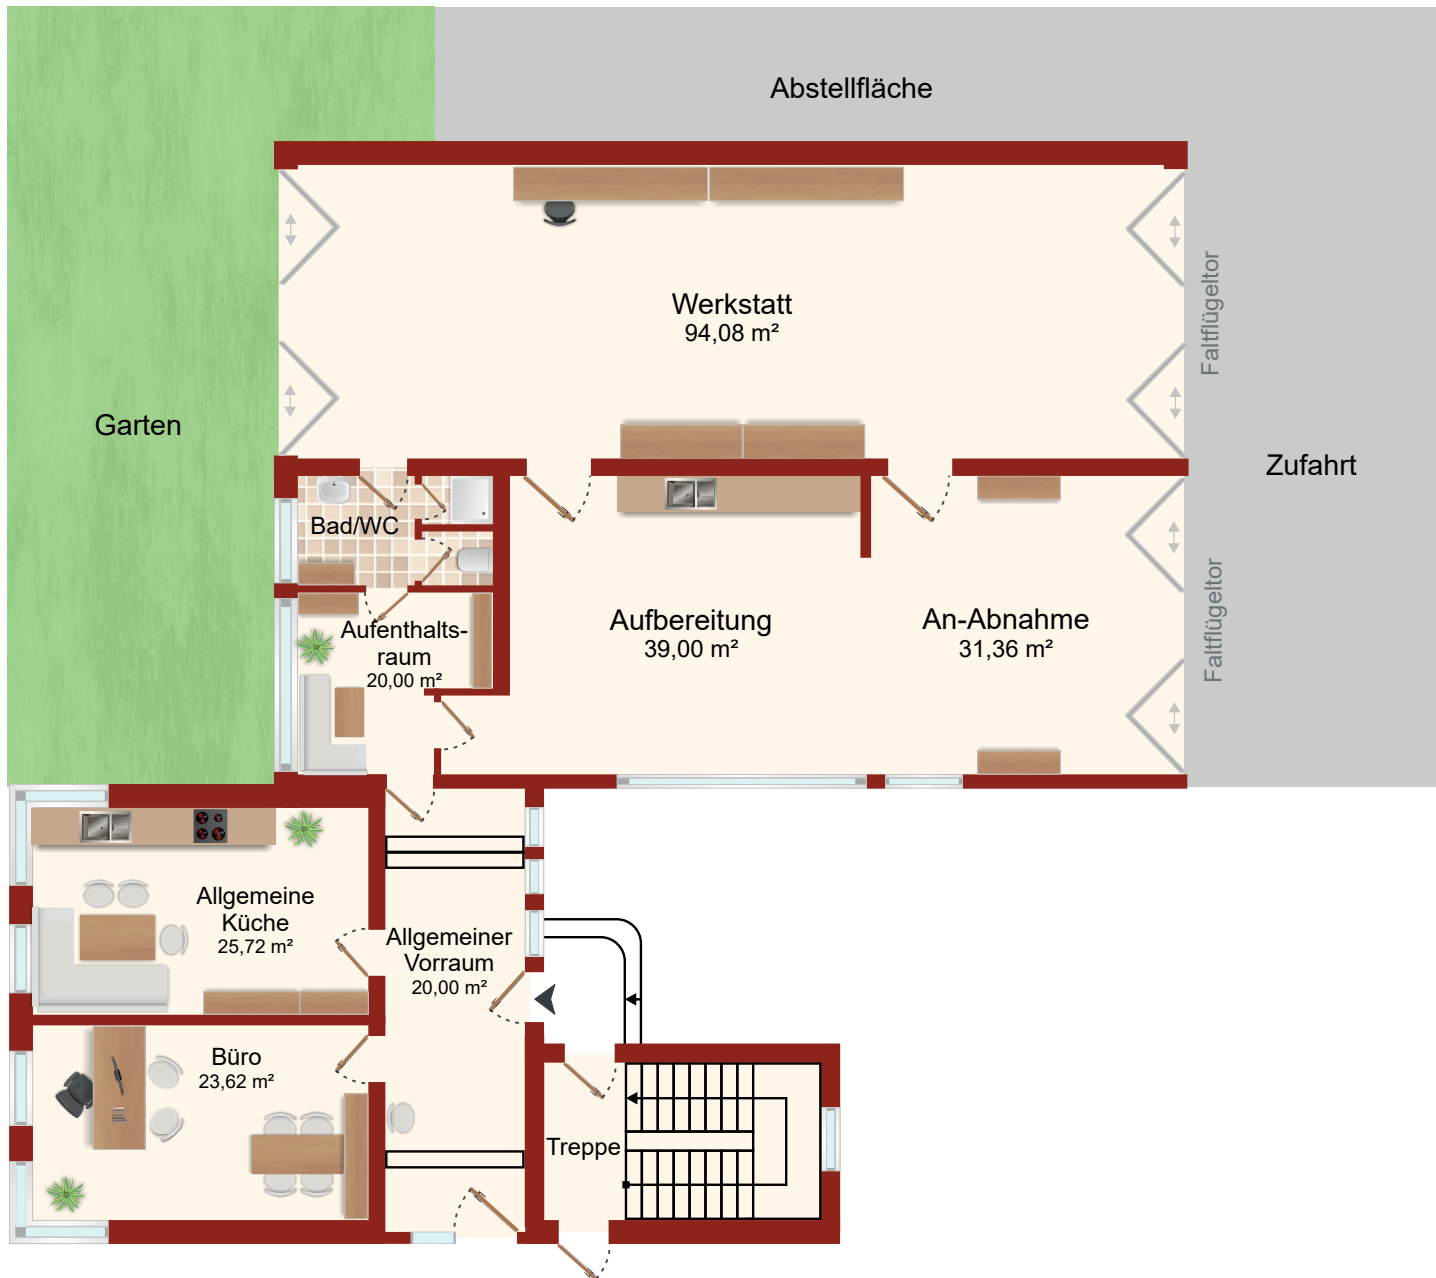 Abstellfläche
Werkstatt
94,08 m²
Faltflügeltor
Garten
Zufahrt
Bad/WC
Aufbereitung
39,00 m²
An-Abnahme
31,36 m²
Faltflügeltor
Aufenthalts-
raum
20,00 m²
Allgemeine
Küche
25,72 m²
Allgemeiner
Vorraum
20,00 m²
Büro
23,62 m²
Treppe